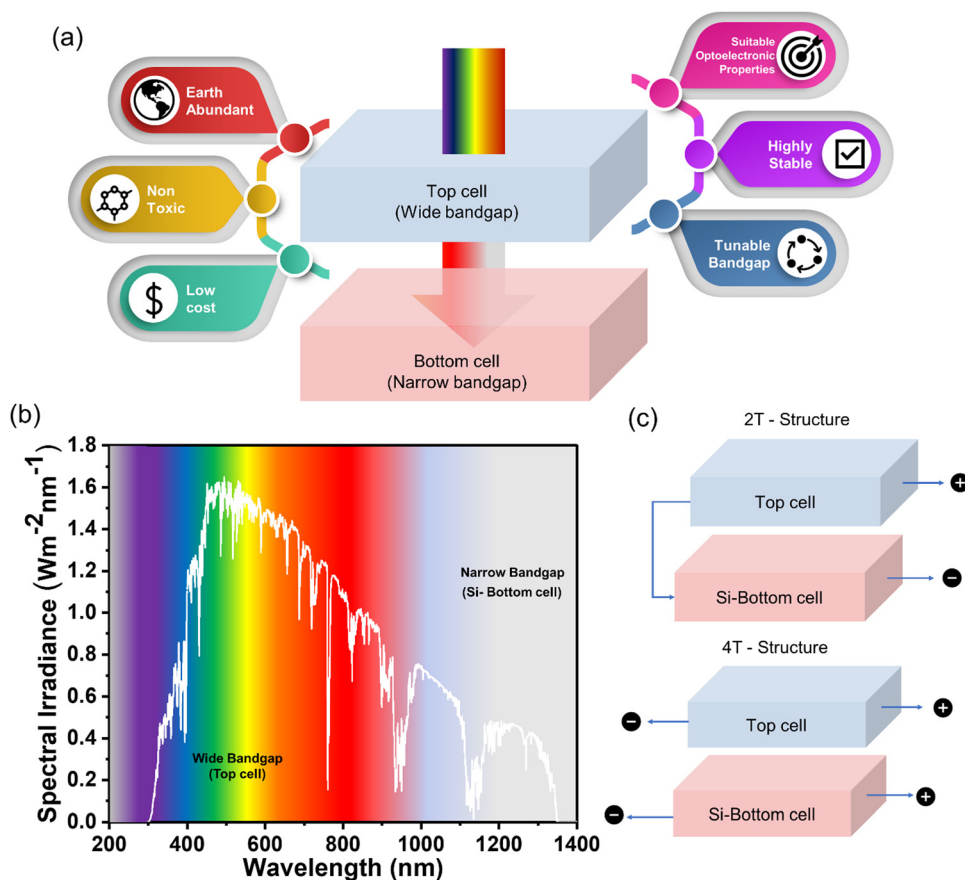 (a)
Earth
Abundant
Non
Toxic
Low
cost
$
Top cell
(Wide bandgap)
Bottom cell
(Narrow bandgap)
Suitable
Optoelectronic
Properties
Highly
Stable
Tunable
Bandgap
(b)
Spectral Irradiance (Wm⁻²nm⁻¹)
1.8
1.6
1.4
1.2
1.0
0.8
0.6
0.4
0.2
0.0
Narrow Bandgap
(Si- Bottom cell)
Wide Bandgap
(Top cell)
200 400 600 800 1000 1200 1400
Wavelength (nm)
(c)
2T - Structure
Top cell
+
Si-Bottom cell
−
4T - Structure
Top cell
− +
Si-Bottom cell
− +